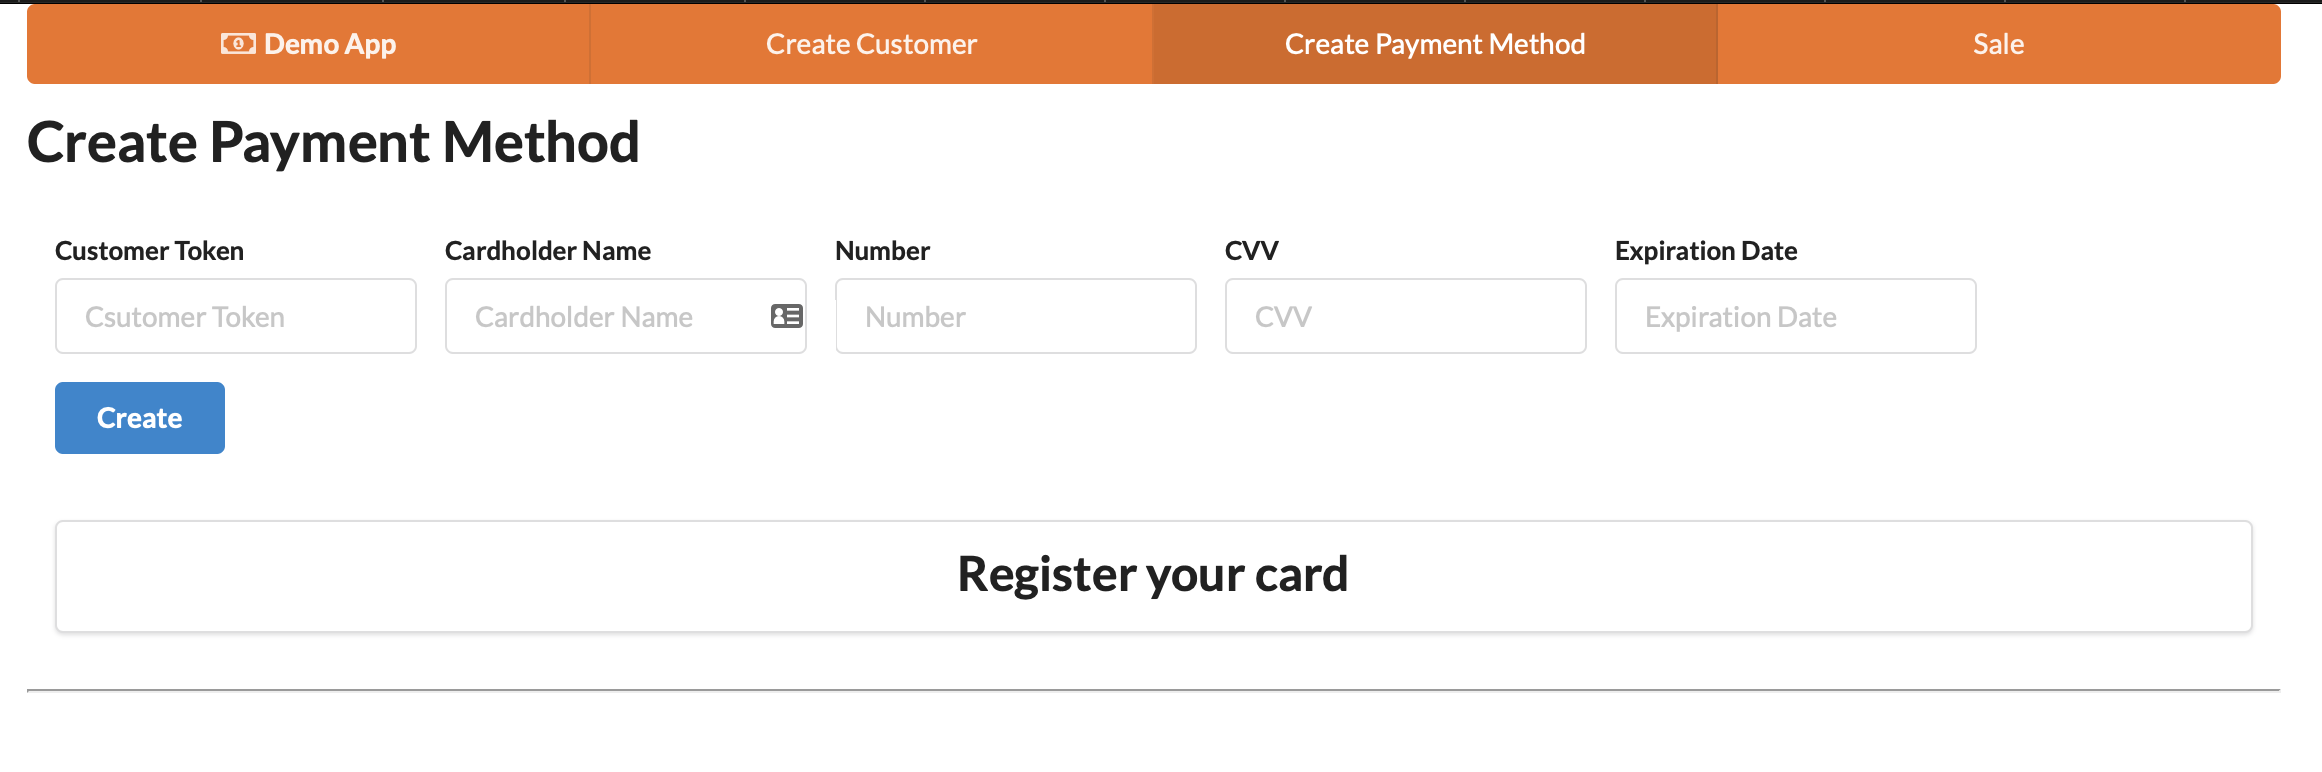 Demo App Create Customer Create Payment Method Sale
Create Payment Method
Customer Token Cardholder Name Number CVV Expiration Date
Csutomer Token Cardholder Name Number CVV Expiration Date
Create
Register your card